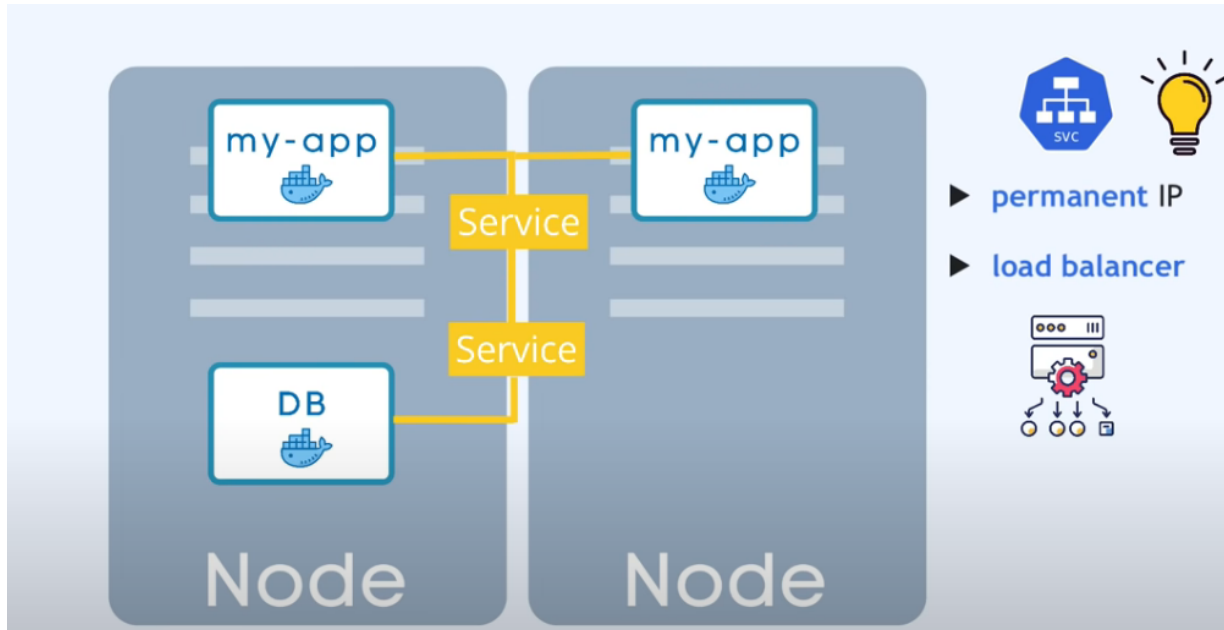 my-app
my-app
Service
Service
DB
Node
Node
svc
▶ permanent IP
▶ load balancer